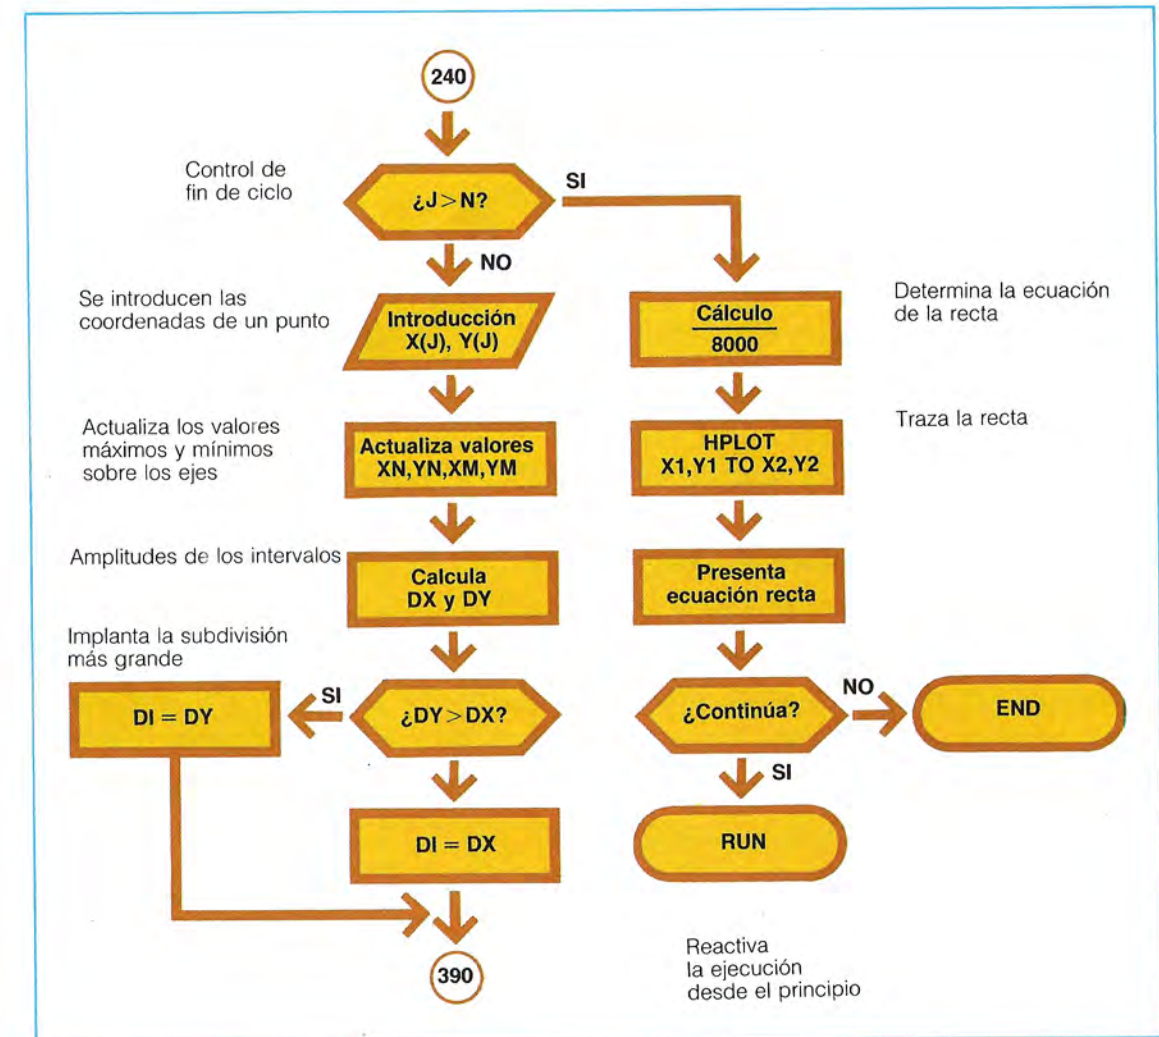 240
Control de
fin de ciclo
¿J>N?
SI
NO
Se introducen las
coordenadas de un punto
Introducción
X(J), Y(J)
Cálculo
8000
Determina la ecuación
de la recta
Actualiza los valores
máximos y mínimos
sobre los ejes
Actualiza valores
XN,YN,XM,YM
HPLOT
X1,Y1 TO X2,Y2
Traza la recta
Amplitudes de los intervalos
Calcula
DX y DY
Presenta
ecuación recta
Implanta la subdivisión
más grande
DI = DY
SI
¿DY>DX?
¿Continúa?
NO
END
SI
DI = DX
RUN
390
Reactiva
la ejecución
desde el principio